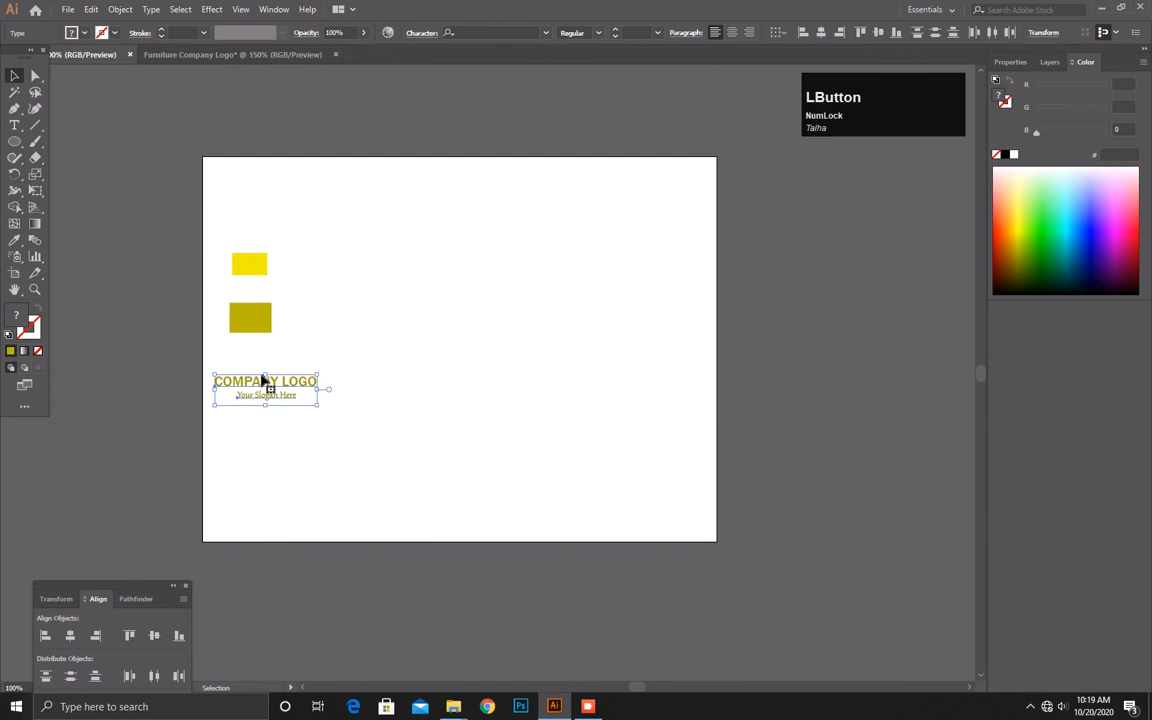 Ai File Edit Object Type Select Effect View Window Help Essentials Search Adobe Stock
Type Stroke: Opacity: 100% Character: Regular Paragraph: Transform
00% (RGB/Preview) × Furniture Company Logo* @ 150% (RGB/Preview) ×
Properties Layers Color
R
G
B 0
#
LButton
NumLock
Talha
COMPANY LOGO
Your Slogan Here
Transform Align Pathfinder
Align Objects:
Distribute Objects:
100% Selection
Type here to search
10:19 AM
10/20/2020